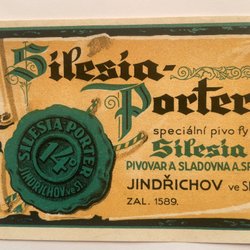 Silesia-
Porter
speciální pivo fy
Silesia
PIVOVAR A SLADOVNA A.SP
JINDŘICHOV ve S
ZAL. 1589.
SILESIA-PORTER
14°
JINDŘICHOV ve SL.